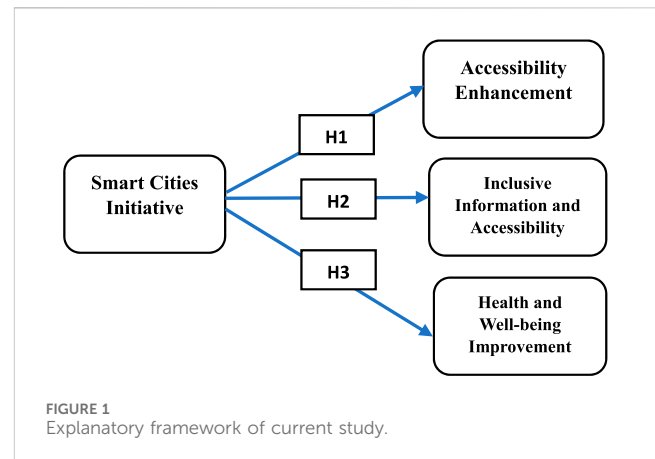 Accessibility
Enhancement
H1
Smart Cities
Initiative
H2
Inclusive
Information and
Accessibility
H3
Health and
Well-being
Improvement
FIGURE 1
Explanatory framework of current study.